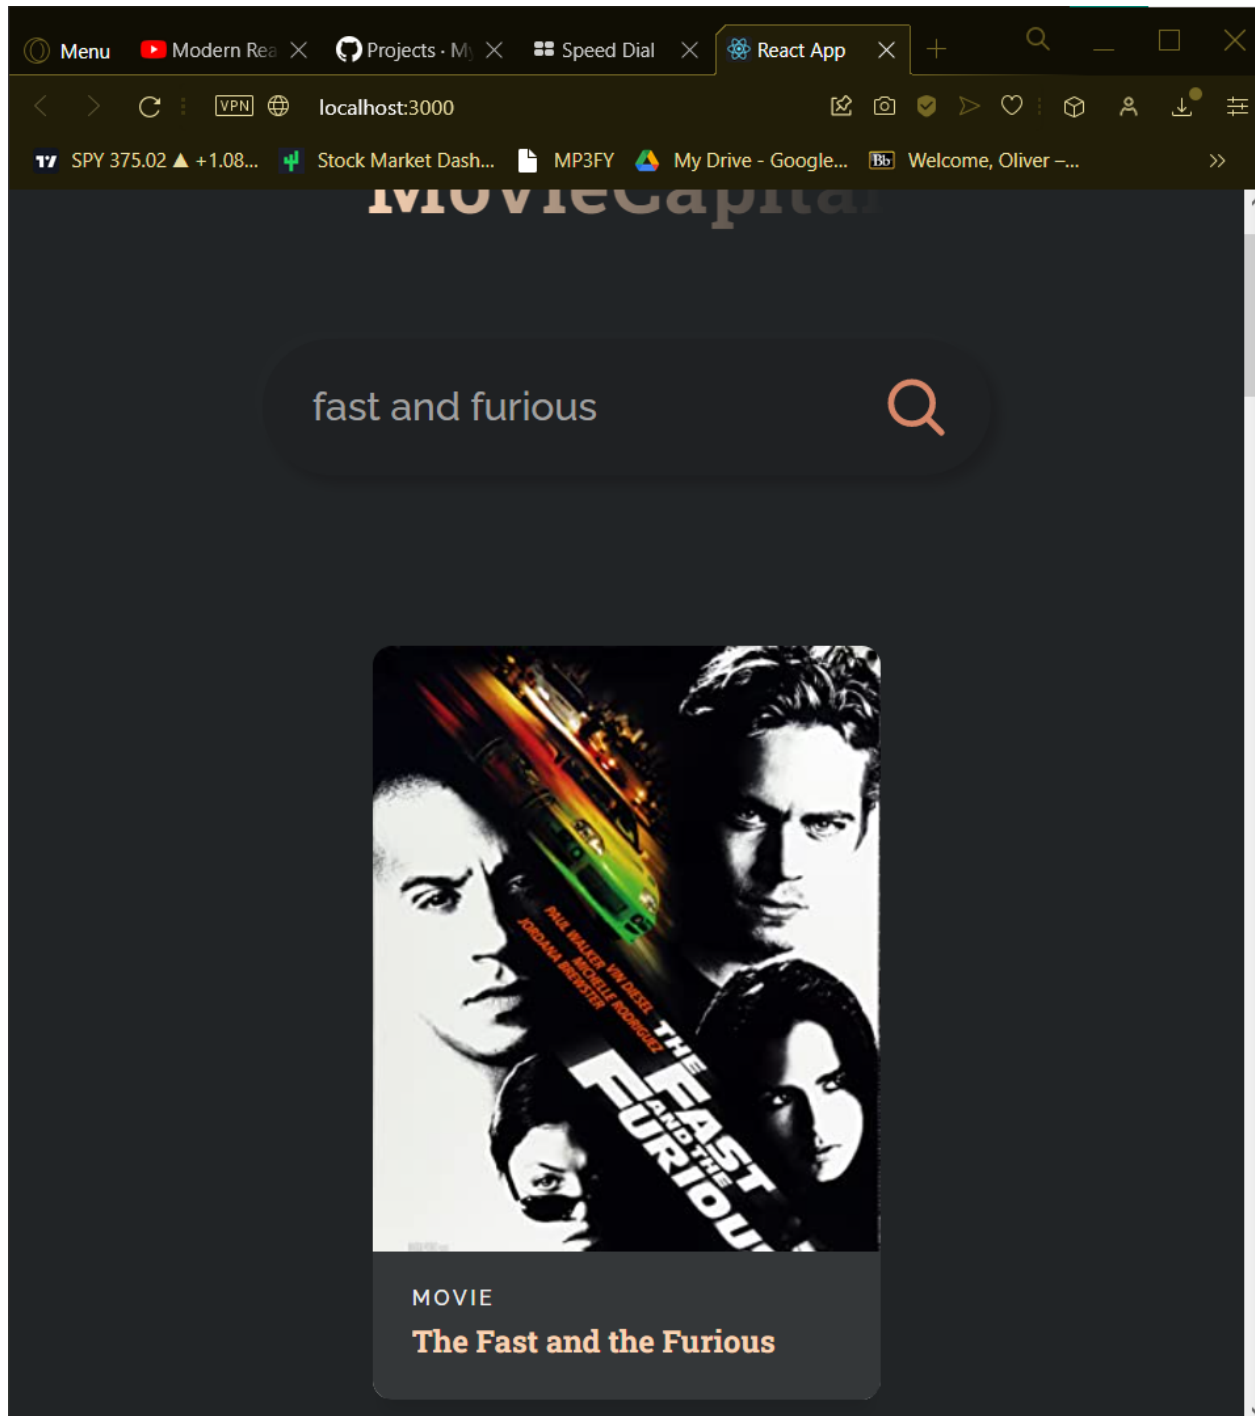 Menu
Modern Rea
Projects · My
Speed Dial
React App
VPN
localhost:3000
SPY 375.02 ▲ +1.08...
Stock Market Dash...
MP3FY
My Drive - Google...
Bb
Welcome, Oliver –...
MovieCapital
fast and furious
PAUL WALKER VIN DIESEL
MICHELLE RODRIGUEZ
JORDANA BREWSTER
THE
FAST
AND THE
FURIOUS
MOVIE
The Fast and the Furious